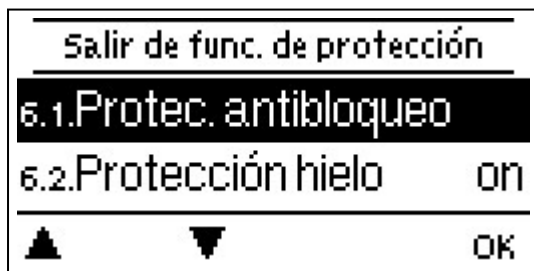 Salir de func. de protección
6.1.Protec. antibloqueo
6.2.Protección hielo on
▲ ▼ OK